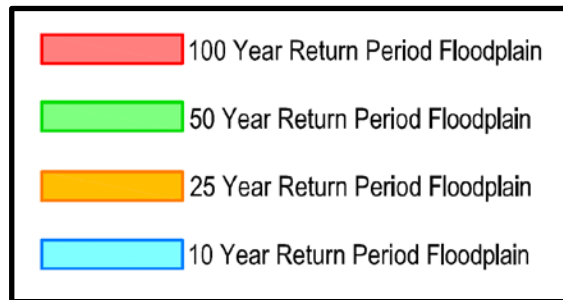 100 Year Return Period Floodplain
50 Year Return Period Floodplain
25 Year Return Period Floodplain
10 Year Return Period Floodplain